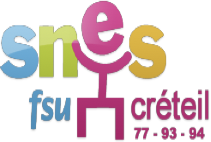 snes
fsu créteil
77 - 93 - 94